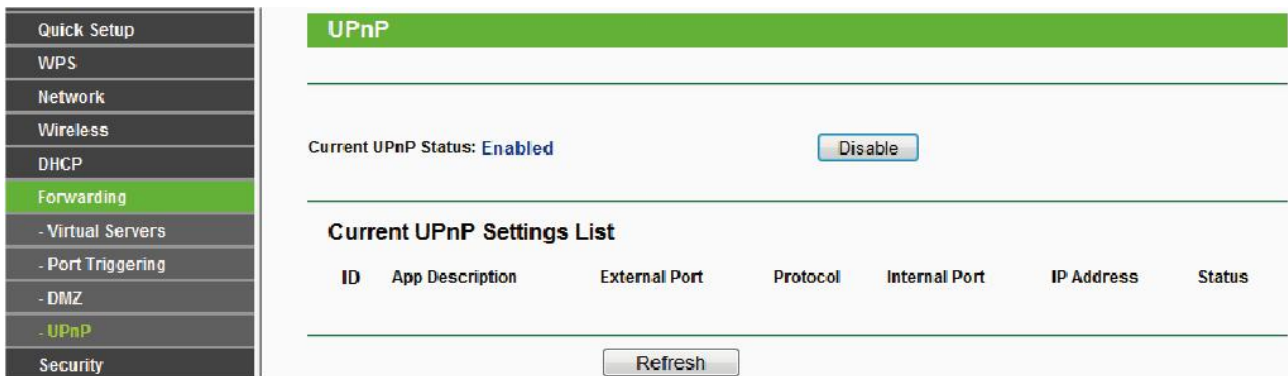 Quick Setup
WPS
Network
Wireless
DHCP
Forwarding
- Virtual Servers
- Port Triggering
- DMZ
- UPnP
Security
UPnP
Current UPnP Status: Enabled Disable
Current UPnP Settings List
ID App Description External Port Protocol Internal Port IP Address Status
Refresh